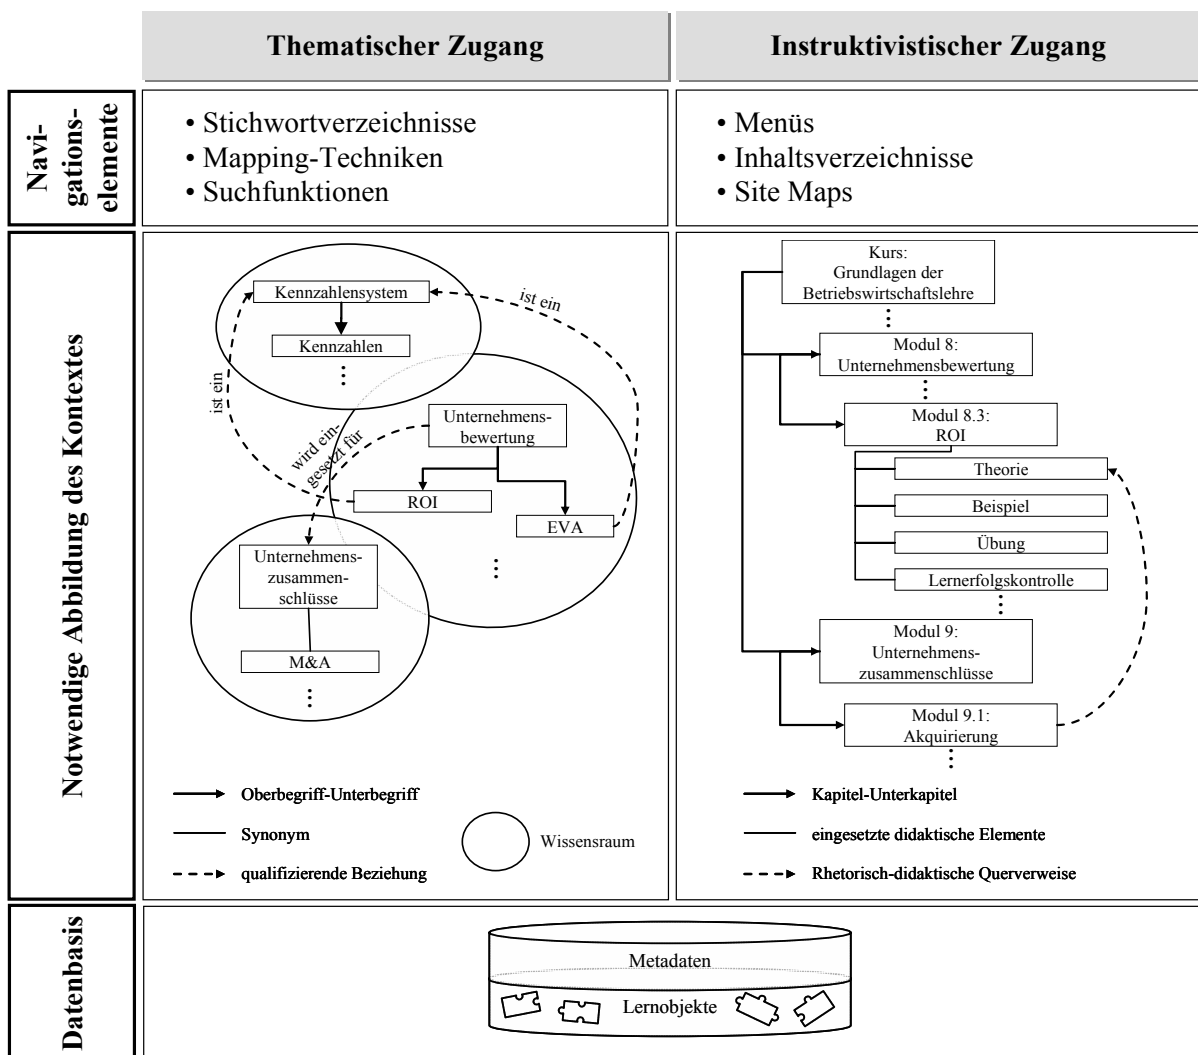 Thematischer Zugang
Instruktivistischer Zugang
Navi-
gations-
elemente
• Stichwortverzeichnisse
• Mapping-Techniken
• Suchfunktionen
• Menüs
• Inhaltsverzeichnisse
• Site Maps
Notwendige Abbildung des Kontextes
Kennzahlensystem
Kennzahlen
⋮
ist ein
ist ein
Unternehmens-
bewertung
wird ein-
gesetzt für
ROI
EVA
⋮
Unternehmens-
zusammen-
schlüsse
M&A
⋮
Oberbegriff-Unterbegriff
Synonym
qualifizierende Beziehung
Wissensraum
Kurs:
Grundlagen der
Betriebswirtschaftslehre
⋮
Modul 8:
Unternehmensbewertung
⋮
Modul 8.3:
ROI
Theorie
Beispiel
Übung
Lernerfolgskontrolle
⋮
Modul 9:
Unternehmens-
zusammenschlüsse
Modul 9.1:
Akquirierung
⋮
Kapitel-Unterkapitel
eingesetzte didaktische Elemente
Rhetorisch-didaktische Querverweise
Datenbasis
Metadaten
Lernobjekte